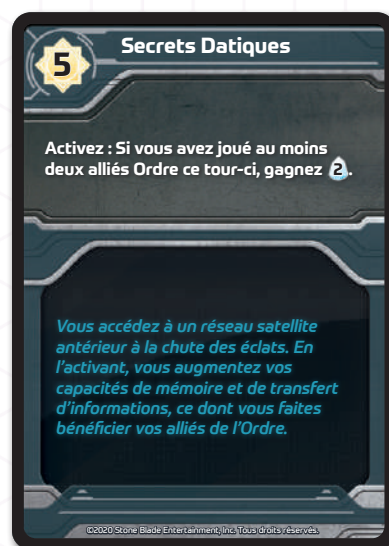 5
Secrets Datiques
Activez : Si vous avez joué au moins
deux alliés Ordre ce tour-ci, gagnez 2.
Vous accédez à un réseau satellite
antérieur à la chute des éclats. En
l'activant, vous augmentez vos
capacités de mémoire et de transfert
d'informations, ce dont vous faites
bénéficier vos alliés de l'Ordre.
©2020 Stone Blade Entertainment, Inc. Tous droits réservés.